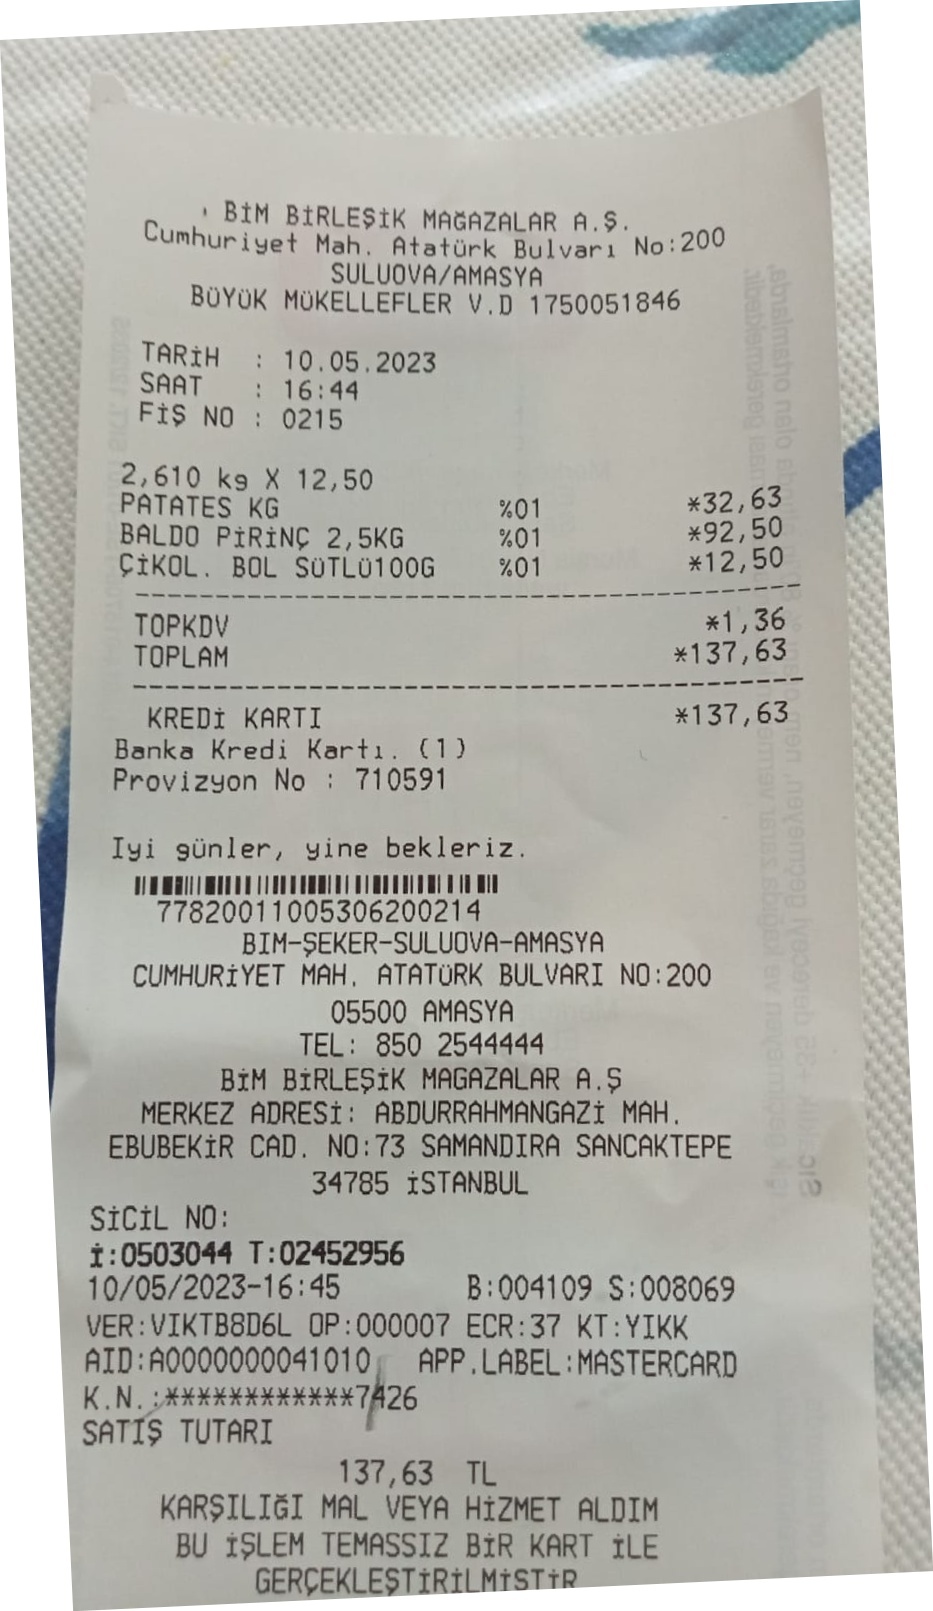 BİM BİRLEŞİK MAĞAZALAR A.Ş.
Cumhuriyet Mah. Atatürk Bulvarı No:200
SULUOVA/AMASYA
BÜYÜK MÜKELLEFLER V.D 1750051846
TARİH : 10.05.2023
SAAT : 16:44
FİŞ NO : 0215
2,610 kg X 12,50
PATATES KG %01 *32,63
BALDO PİRİNÇ 2,5KG %01 *92,50
ÇİKOL. BOL SÜTLÜ100G %01 *12,50
TOPKDV *1,36
TOPLAM *137,63
KREDİ KARTI *137,63
Banka Kredi Kartı. (1)
Provizyon No : 710591
Iyi günler, yine bekleriz.
77820011005306200214
BIM-ŞEKER-SULUOVA-AMASYA
CUMHURİYET MAH. ATATÜRK BULVARI NO:200
05500 AMASYA
TEL: 850 2544444
BİM BİRLEŞİK MAGAZALAR A.Ş
MERKEZ ADRESİ: ABDURRAHMANGAZİ MAH.
EBUBEKİR CAD. NO:73 SAMANDIRA SANCAKTEPE
34785 İSTANBUL
SİCİL NO:
İ:0503044 T:02452956
10/05/2023-16:45 B:004109 S:008069
VER:VIKTB8D6L OP:000007 ECR:37 KT:YIKK
AID:A0000000041010 APP.LABEL:MASTERCARD
K.N.:************7426
SATIŞ TUTARI
137,63 TL
KARŞILIĞI MAL VEYA HİZMET ALDIM
BU İŞLEM TEMASSIZ BİR KART İLE
GERÇEKLEŞTİRİLMİŞTİR